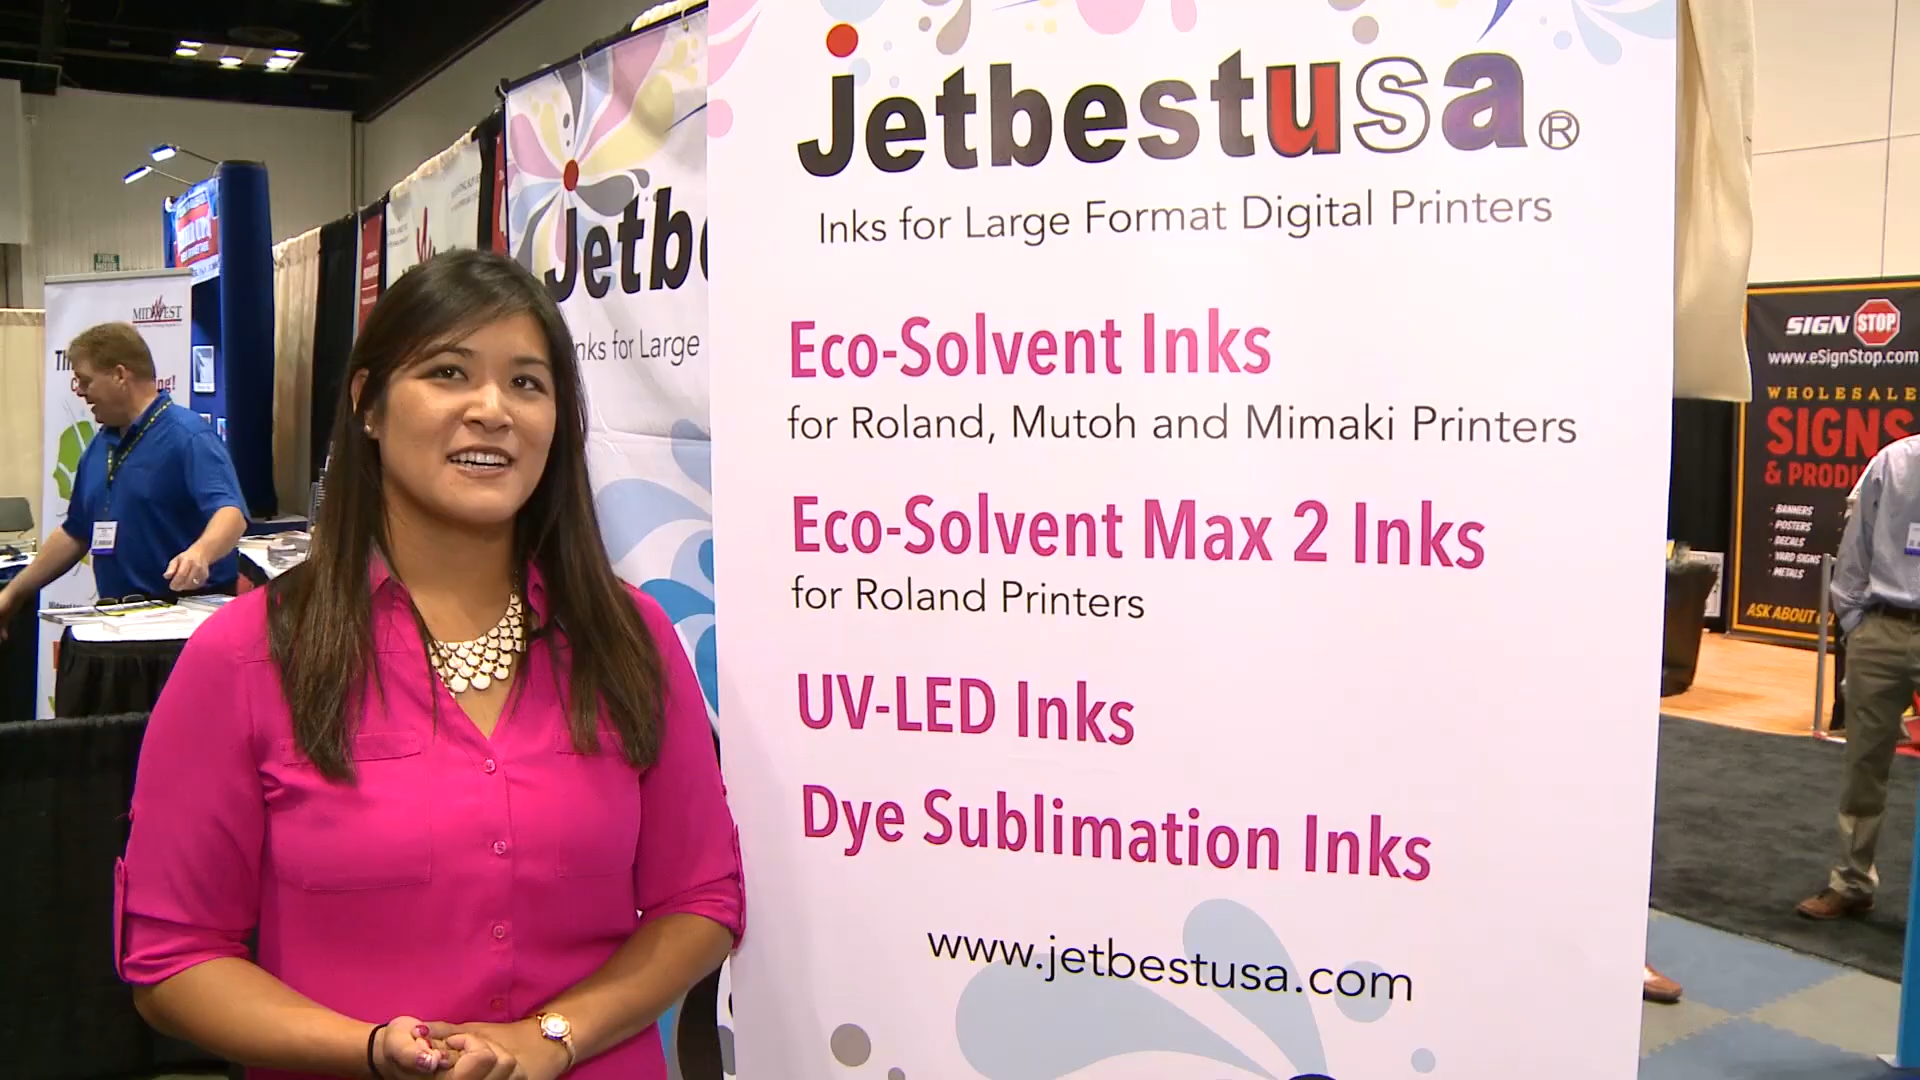 jetbestusa®
Inks for Large Format Digital Printers
Eco-Solvent Inks
for Roland, Mutoh and Mimaki Printers
Eco-Solvent Max 2 Inks
for Roland Printers
UV-LED Inks
Dye Sublimation Inks
www.jetbestusa.com
Jetb
nks for Large
MIDWEST
FIRE
SIGN STOP
www.eSignStop.com
WHOLESALE
SIGNS
& PRODU
· BANNERS
· POSTERS
· DECALS
· YARD SIGNS
· METALS
ASK ABOUT